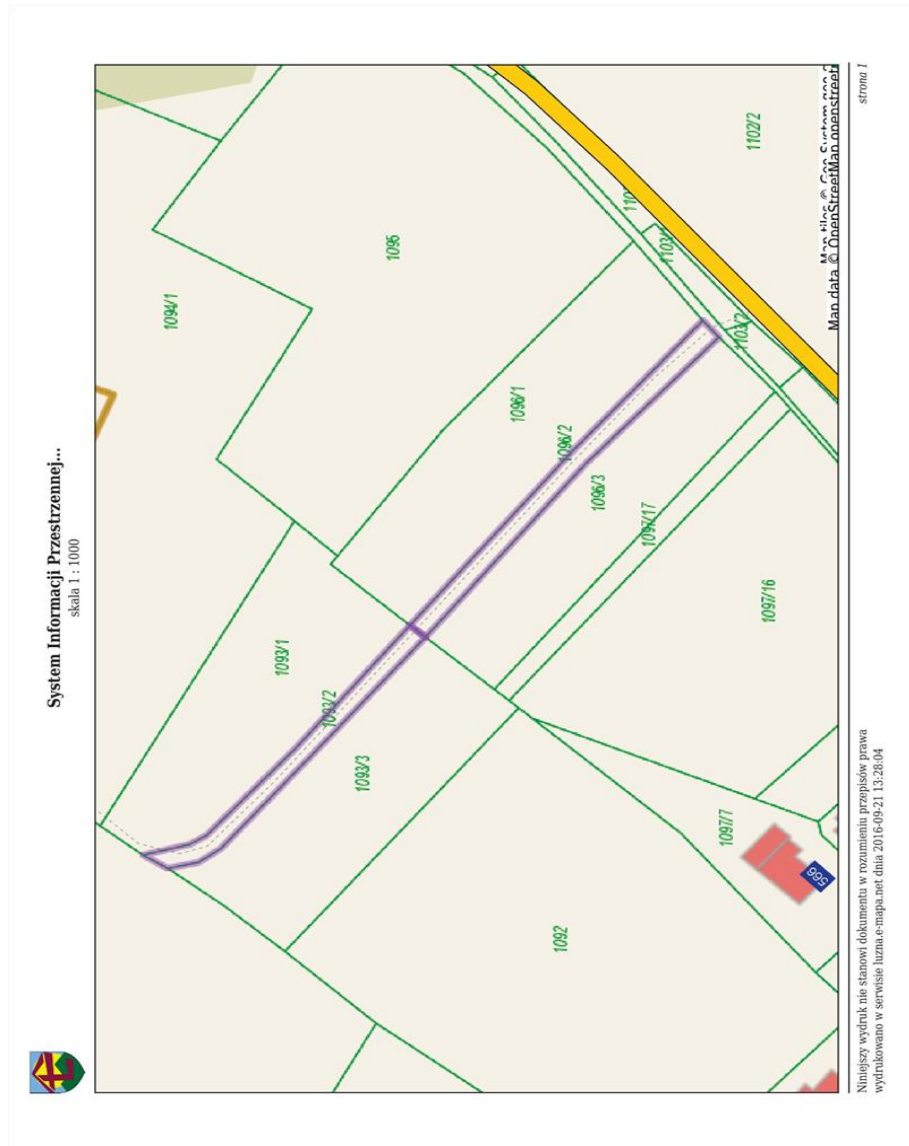 System Informacji Przestrzennej...
skala 1 : 1000
1094/1
1095
1102/2
1103/1
1103/2
1096/1
1096/2
1096/3
1097/17
1097/16
1093/1
1093/2
1093/3
1097/7
566
1092
Map data © OpenStreetMap
Niniejszy wydruk nie stanowi dokumentu w rozumieniu przepisów prawa
wydrukowano w serwisie luzna.e-mapa.net dnia 2016-09-21 13:28:04
strona 1